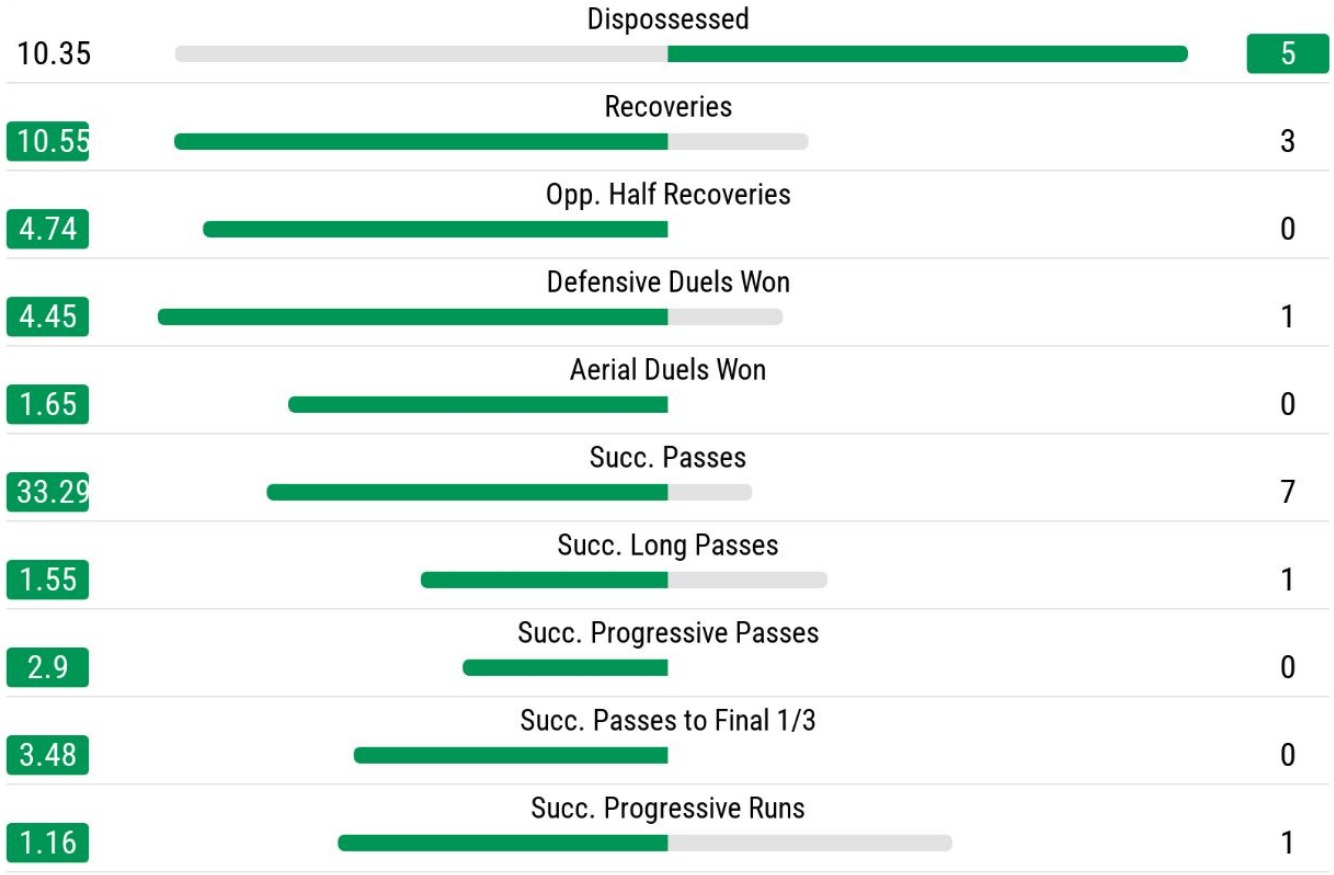 Dispossessed
10.35 5
Recoveries
10.55 3
Opp. Half Recoveries
4.74 0
Defensive Duels Won
4.45 1
Aerial Duels Won
1.65 0
Succ. Passes
33.29 7
Succ. Long Passes
1.55 1
Succ. Progressive Passes
2.9 0
Succ. Passes to Final 1/3
3.48 0
Succ. Progressive Runs
1.16 1